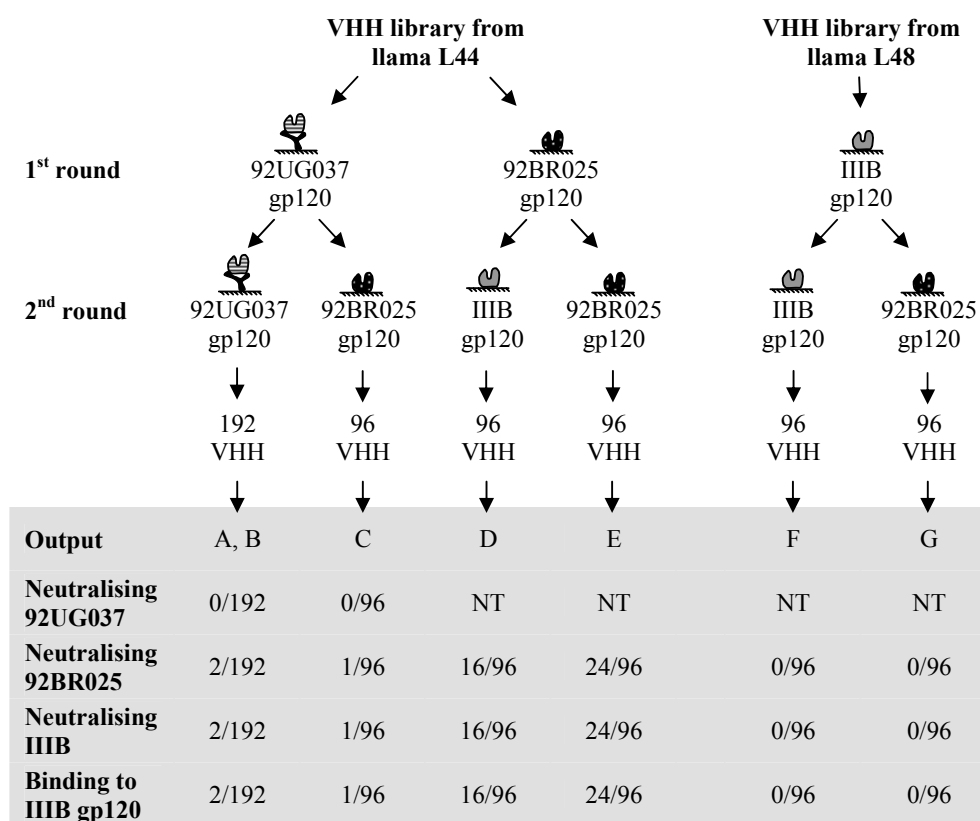 VHH library from
llama L44
VHH library from
llama L48
1st round
92UG037
gp120
92BR025
gp120
IIIB
gp120
2nd round
92UG037
gp120
92BR025
gp120
IIIB
gp120
92BR025
gp120
IIIB
gp120
92BR025
gp120
192
VHH
96
VHH
96
VHH
96
VHH
96
VHH
96
VHH
Output A, B C D E F G
Neutralising
92UG037 0/192 0/96 NT NT NT NT
Neutralising
92BR025 2/192 1/96 16/96 24/96 0/96 0/96
Neutralising
IIIB 2/192 1/96 16/96 24/96 0/96 0/96
Binding to
IIIB gp120 2/192 1/96 16/96 24/96 0/96 0/96